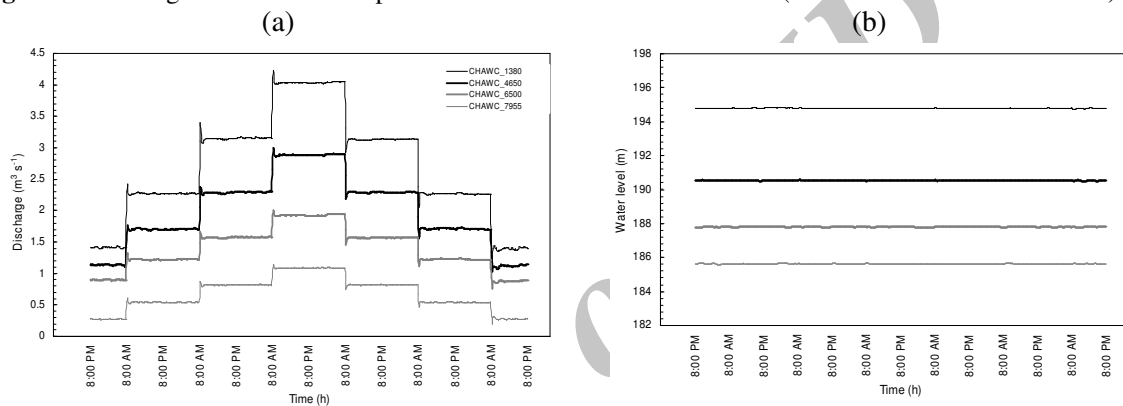 (a)
(b)
4.5
4
3.5
3
2.5
2
1.5
1
0.5
0
Discharge (m³ s⁻¹)
CHAWC_1380
CHAWC_4650
CHAWC_6500
CHAWC_7955
8:00 PM
8:00 AM
8:00 PM
8:00 AM
8:00 PM
8:00 AM
8:00 PM
8:00 AM
8:00 PM
8:00 AM
8:00 PM
8:00 AM
8:00 PM
Time (h)
198
196
194
192
190
188
186
184
182
Water level (m)
8:00 PM
8:00 AM
8:00 PM
8:00 AM
8:00 PM
8:00 AM
8:00 PM
8:00 AM
8:00 PM
8:00 AM
8:00 PM
8:00 AM
8:00 PM
Time (h)